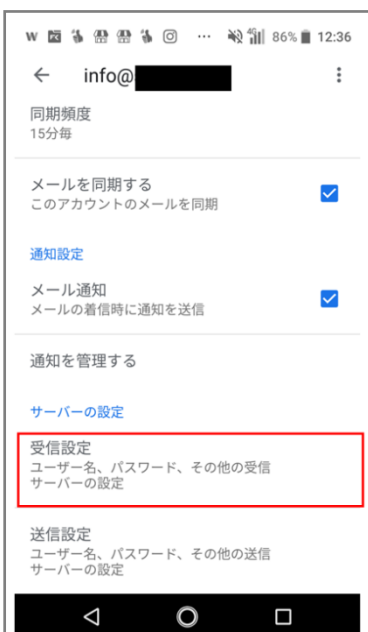 W 4G 86% 12:36
info@
同期頻度
15分毎
メールを同期する
このアカウントのメールを同期
通知設定
メール通知
メールの着信時に通知を送信
通知を管理する
サーバーの設定
受信設定
ユーザー名、パスワード、その他の受信
サーバーの設定
送信設定
ユーザー名、パスワード、その他の送信
サーバーの設定